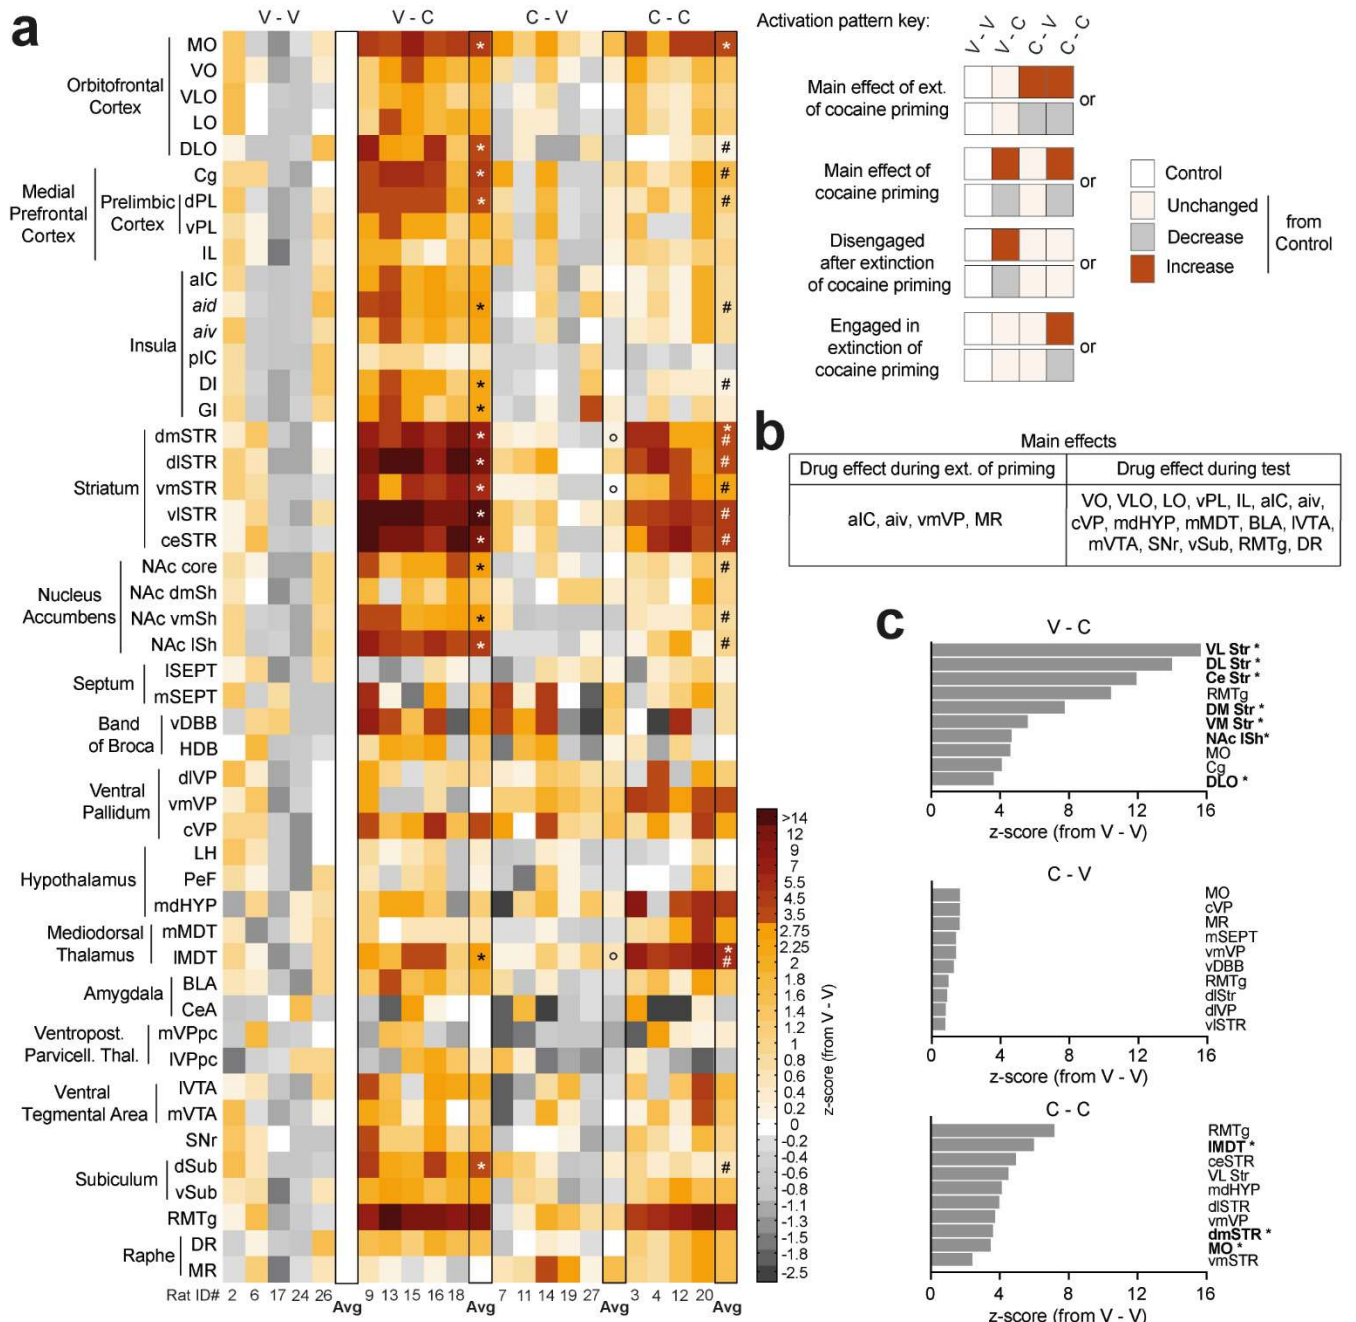 a
V - V V - C C - V C - C
Orbitofrontal
Cortex
MO
VO
VLO
LO
DLO
Medial
Prefrontal
Cortex
Prelimbic
Cortex
Cg
dPL
vPL
IL
Insula
aIC
aid
aiv
pIC
DI
GI
Striatum
dmSTR
dlSTR
vmSTR
vlSTR
ceSTR
Nucleus
Accumbens
NAc core
NAc dmSh
NAc vmSh
NAc lSh
Septum
lSEPT
mSEPT
Band
of Broca
vDBB
HDB
Ventral
Pallidum
dlVP
vmVP
cVP
Hypothalamus
LH
PeF
mdHYP
Mediodorsal
Thalamus
mMDT
lMDT
Amygdala
BLA
CeA
Ventropost.
Parvicell. Thal.
mVPpc
lVPpc
Ventral
Tegmental Area
lVTA
mVTA
SNr
Subiculum
dSub
vSub
RMTg
Raphe
DR
MR
Rat ID# 2 6 17 24 26 Avg 9 13 15 16 18 Avg 7 11 14 19 27 Avg 3 4 12 20 Avg
>14
12
9
7
5.5
4.5
3.5
3
2.75
2.25
2
1.8
1.6
1.4
1.2
1
0.8
0.6
0.4
0.2
0
-0.2
-0.4
-0.6
-0.8
-1.1
-1.3
-1.5
-1.8
-2.5
z-score (from V - V)
Activation pattern key:
V - V
V - C
C - V
C - C
Main effect of ext.
of cocaine priming
or
Main effect of
cocaine priming
or
Disengaged
after extinction
of cocaine priming
or
Engaged in
extinction of
cocaine priming
or
Control
Unchanged
Decrease
Increase
from
Control
b
Main effects
Drug effect during ext. of priming
Drug effect during test
aIC, aiv, vmVP, MR
VO, VLO, LO, vPL, IL, aIC, aiv,
cVP, mdHYP, mMDT, BLA, lVTA,
mVTA, SNr, vSub, RMTg, DR
c
V - C
VL Str *
DL Str *
Ce Str *
RMTg
DM Str *
VM Str *
NAc lSh*
MO
Cg
DLO *
0 4 8 12 16
z-score (from V - V)
C - V
MO
cVP
MR
mSEPT
vmVP
vDBB
RMTg
dlStr
dlVP
vlSTR
0 4 8 12 16
z-score (from V - V)
C - C
RMTg
lMDT *
ceSTR
VL Str
mdHYP
dlSTR
vmVP
dmSTR *
MO *
vmSTR
0 4 8 12 16
z-score (from V - V)